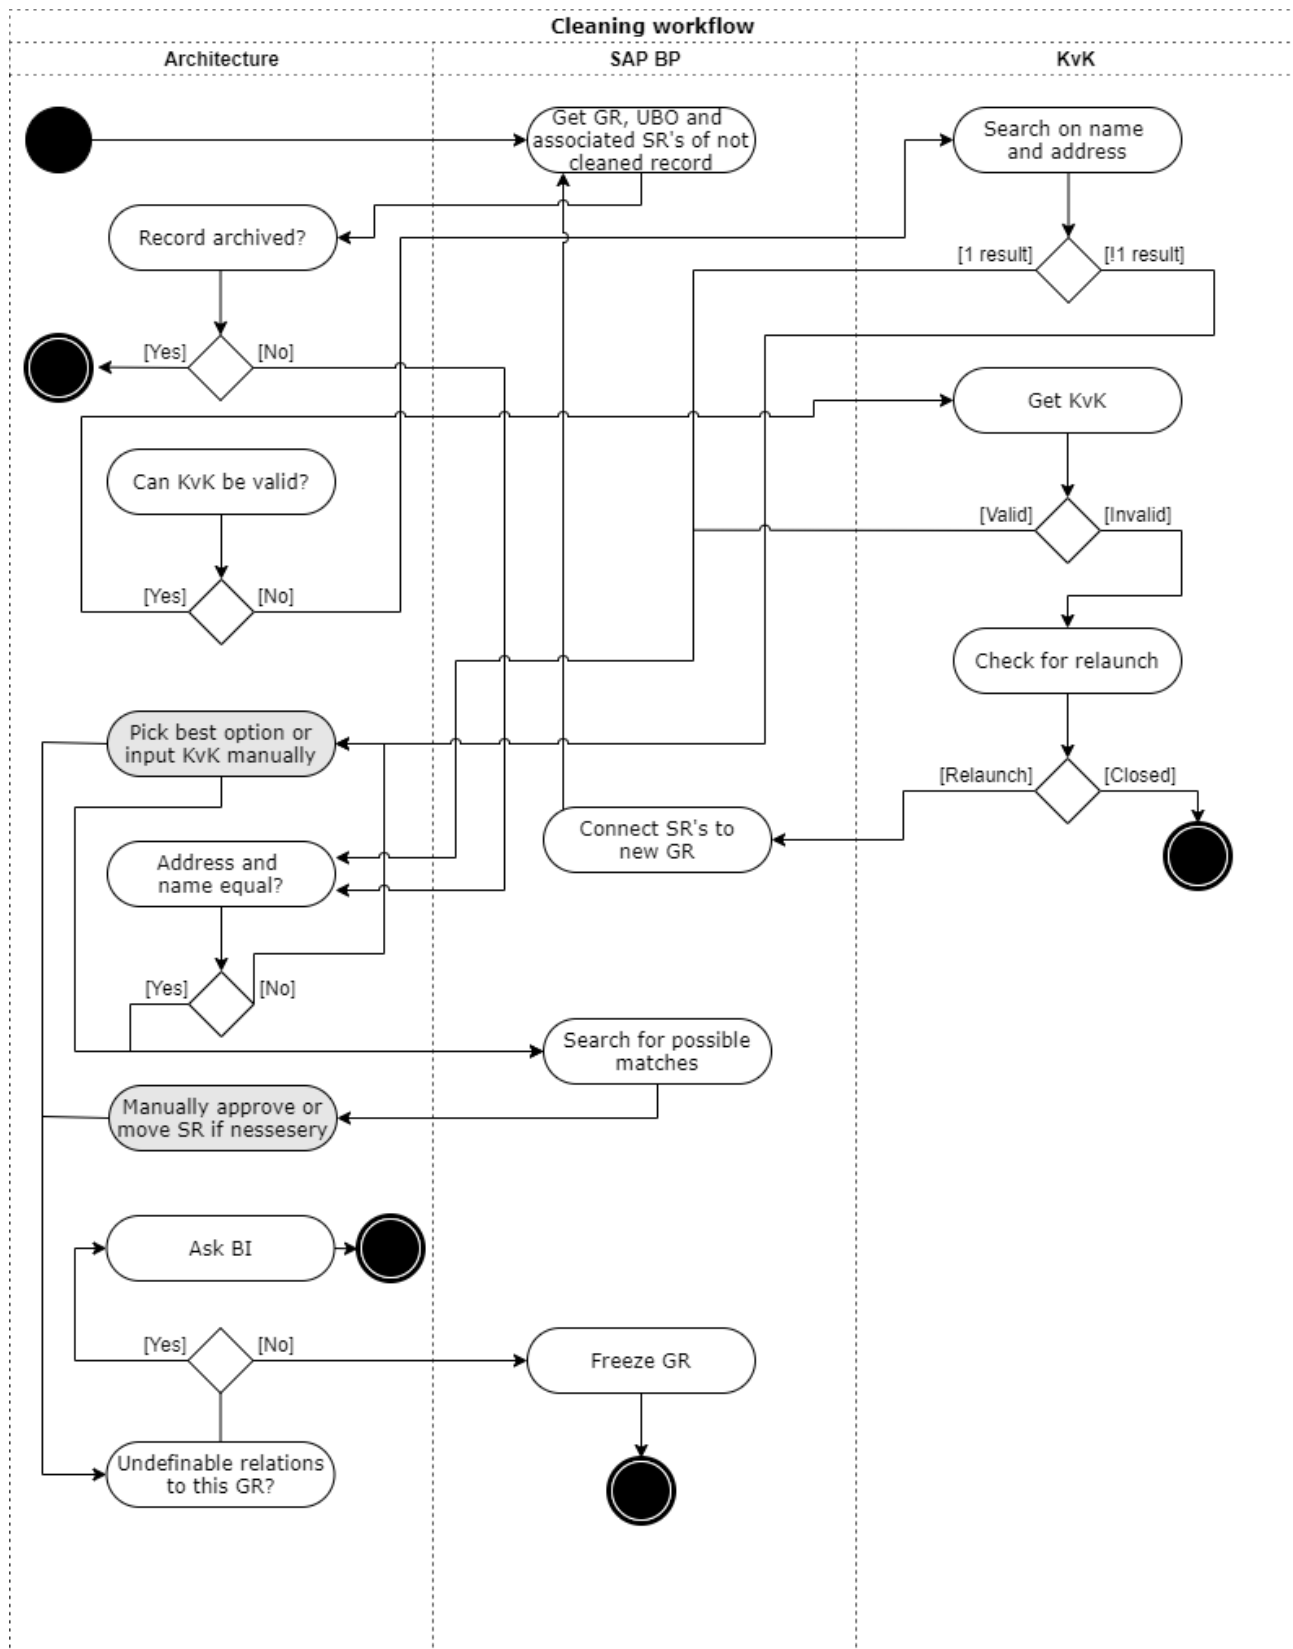 Cleaning workflow
Architecture
SAP BP
KvK
Get GR, UBO and
associated SR's of not
cleaned record
Search on name
and address
Record archived?
[1 result]
[!1 result]
[Yes]
[No]
Get KvK
Can KvK be valid?
[Valid]
[Invalid]
[Yes]
[No]
Check for relaunch
Pick best option or
input KvK manually
[Relaunch]
[Closed]
Connect SR's to
new GR
Address and
name equal?
[Yes]
[No]
Search for possible
matches
Manually approve or
move SR if nessesery
Ask BI
[Yes]
[No]
Freeze GR
Undefinable relations
to this GR?